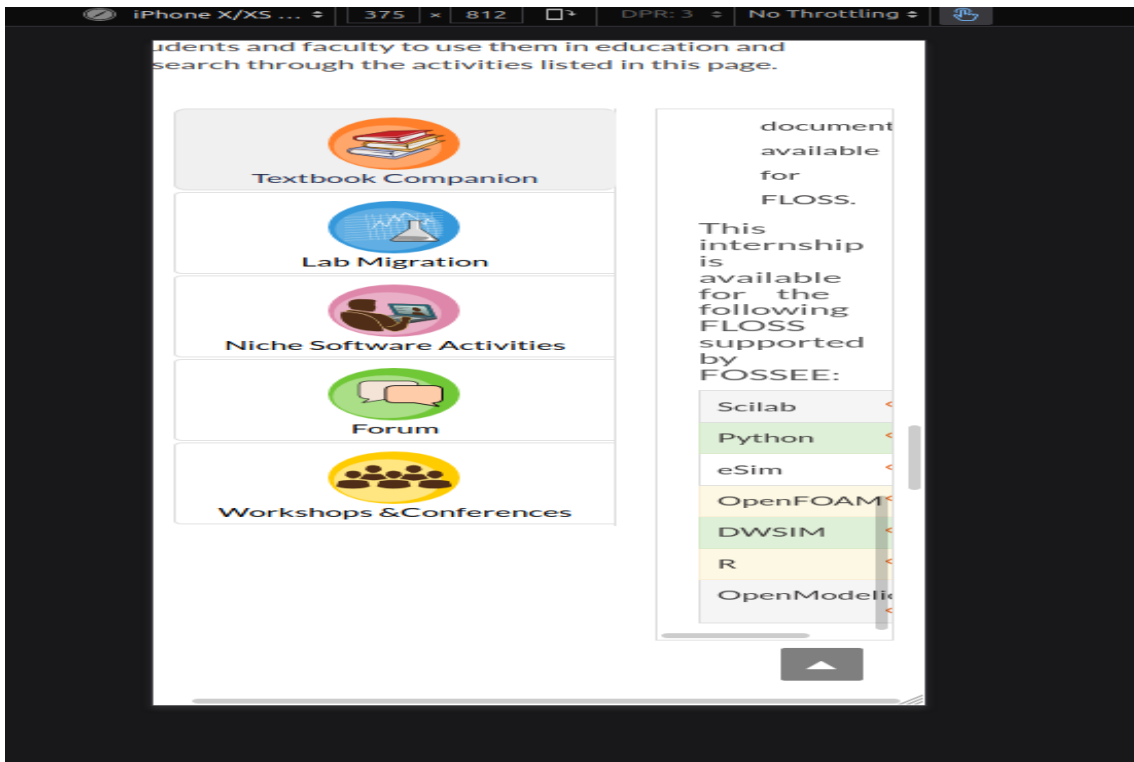 iPhone X/XS ... 375 × 812 DPR: 3 No Throttling
udents and faculty to use them in education and
search through the activities listed in this page.
Textbook Companion
Lab Migration
Niche Software Activities
Forum
Workshops &Conferences
document
available
for
FLOSS.
This
internship
is
available
for the
following
FLOSS
supported
by
FOSSEE:
Scilab
Python
eSim
OpenFOAM
DWSIM
R
OpenModeli